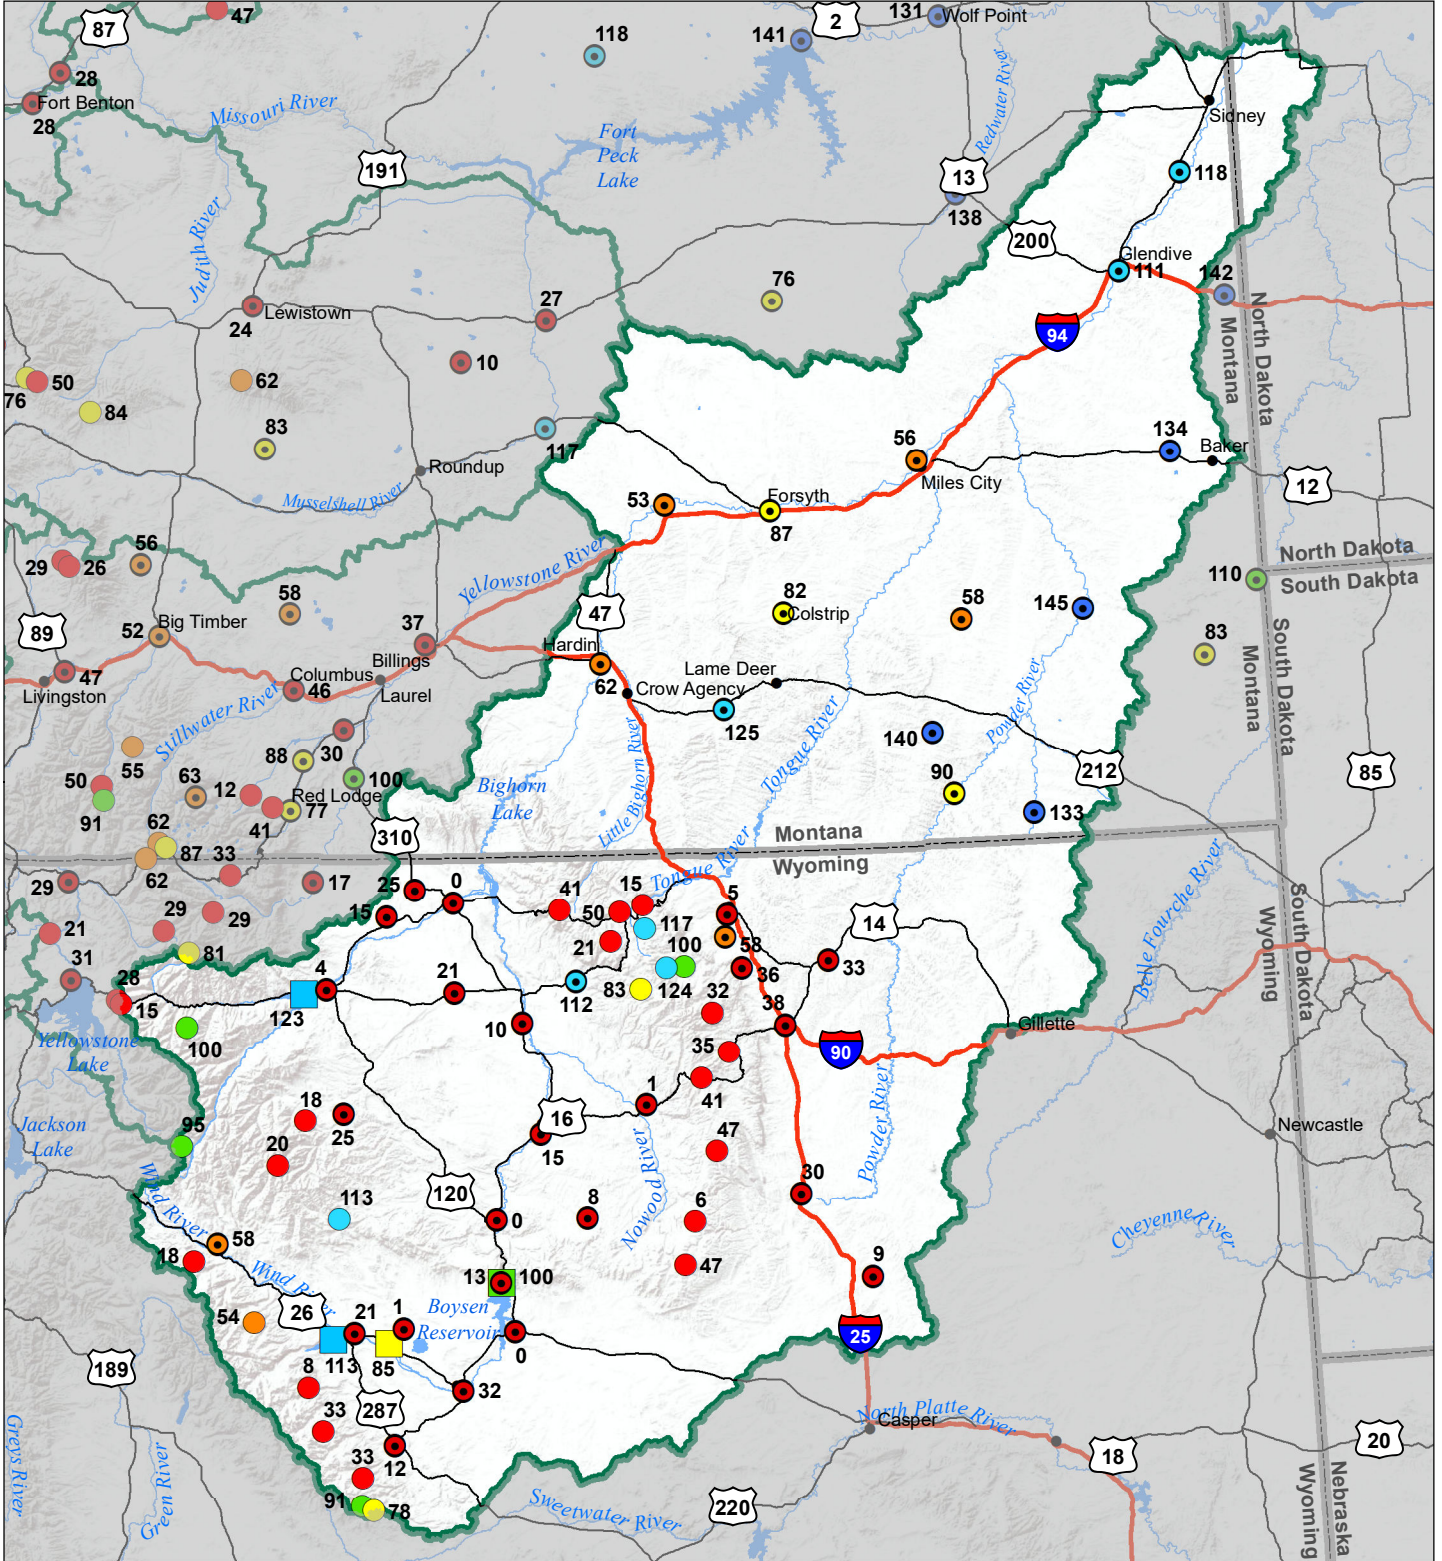 47
87
2
131
Wolf Point
118
141
28
Fort Benton
28
Missouri River
Fort
Peck
Lake
Redwater River
Sidney
191
13
118
138
Judith River
200
Glendive
111
142
76
27
24
Lewistown
94
North Dakota
Montana
10
76
50
62
84
83
117
56
134
Baker
Roundup
Miles City
12
Musselshell River
53
Forsyth
87
29
26
56
Yellowstone River
North Dakota
South Dakota
110
58
82
Colstrip
58
145
47
89
52
Big Timber
37
83
Hardin
Billings
Columbus
47
Livingston
46
Laurel
62
Lame Deer
Crow Agency
South Dakota
Montana
125
Stillwater River
30
55
88
140
Powder River
Tongue River
Little Bighorn River
212
85
50
63
12
100
Red Lodge
77
91
41
Bighorn
Lake
90
133
310
62
87
62
33
Montana
Wyoming
Tongue River
29
17
25
0
41
15
5
15
50
117
14
29
29
21
21
100
58
81
33
36
31
28
4
21
112
83
124
32
Belle Fourche River
South Dakota
Wyoming
15
123
38
10
Gillette
100
Yellowstone
Lake
35
90
1
41
18
25
16
95
Jackson
Lake
Newcastle
20
15
47
Nowood River
Powder River
Wind River
120
30
113
0
8
6
58
Cheyenne River
18
47
9
Wind River
13
100
26
21
1
Boysen
Reservoir
54
25
113
85
0
189
8
32
287
33
North Platte River
Casper
12
18
20
Greys River
Green River
33
91
78
Sweetwater River
220
Nebraska
Wyoming